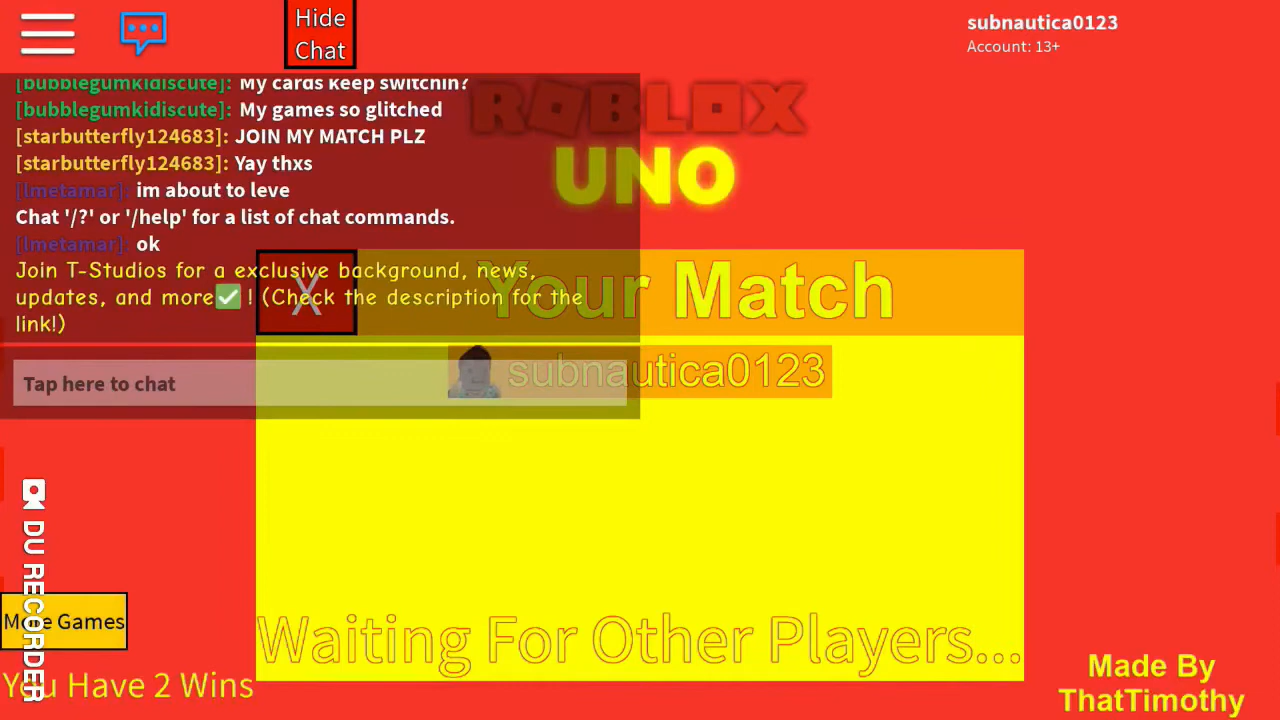 Hide
Chat
subnautica0123
Account: 13+
[bubblegumkidiscute]: My cards keep switchin?
[bubblegumkidiscute]: My games so glitched
[starbutterfly124683]: JOIN MY MATCH PLZ
[starbutterfly124683]: Yay thxs
[lmetamar]: im about to leve
Chat '/?' or '/help' for a list of chat commands.
[lmetamar]: ok
Join T-Studios for a exclusive background, news,
updates, and more✅ ! (Check the description for the
link!)
Tap here to chat
ROBLOX
UNO
X
Your Match
subnautica0123
Waiting For Other Players...
DU RECORDER
More Games
You Have 2 Wins
Made By
ThatTimothy